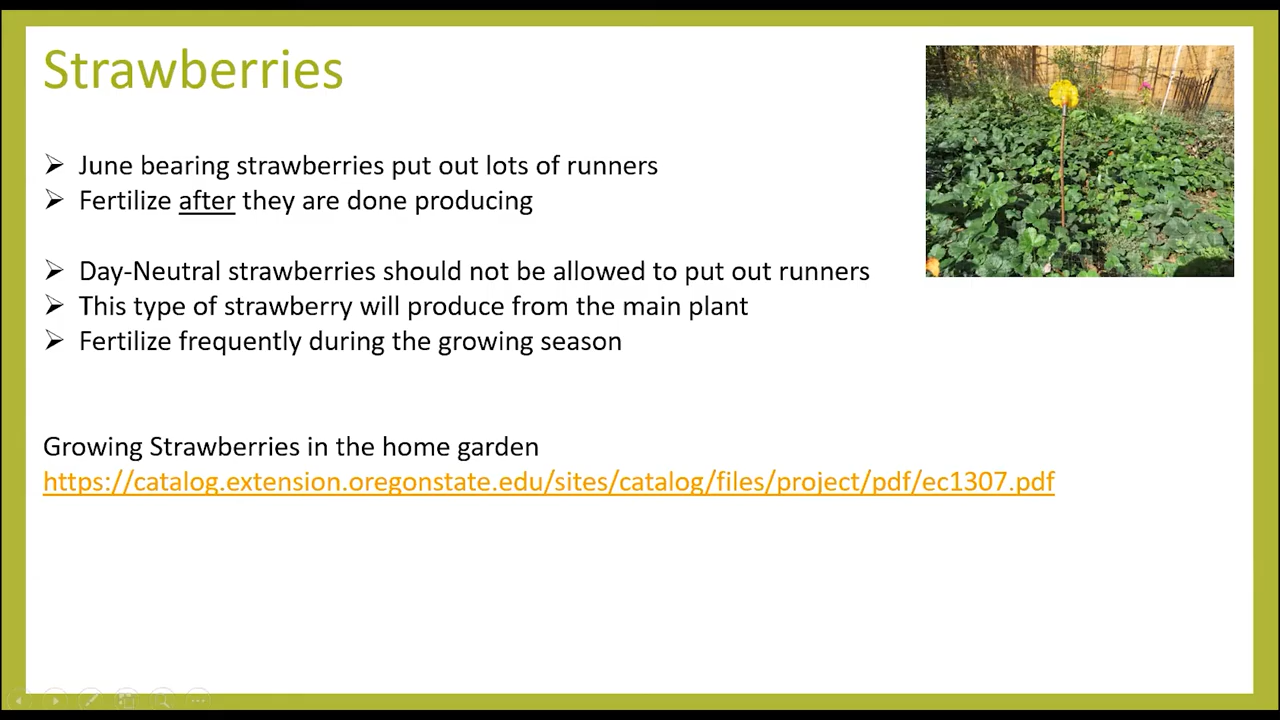 Strawberries
➢ June bearing strawberries put out lots of runners
➢ Fertilize after they are done producing
➢ Day-Neutral strawberries should not be allowed to put out runners
➢ This type of strawberry will produce from the main plant
➢ Fertilize frequently during the growing season
Growing Strawberries in the home garden
https://catalog.extension.oregonstate.edu/sites/catalog/files/project/pdf/ec1307.pdf